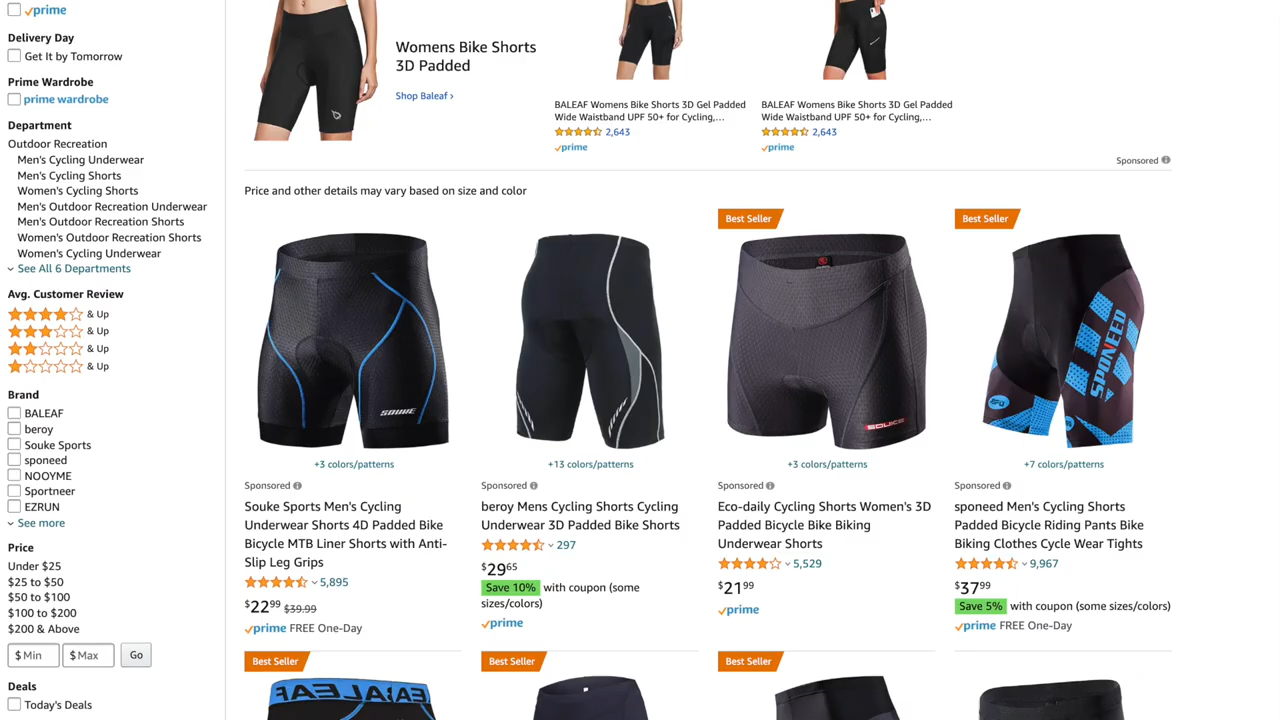 prime
Delivery Day
Get It by Tomorrow
Prime Wardrobe
prime wardrobe
Department
Outdoor Recreation
Men's Cycling Underwear
Men's Cycling Shorts
Women's Cycling Shorts
Men's Outdoor Recreation Underwear
Men's Outdoor Recreation Shorts
Women's Outdoor Recreation Shorts
Women's Cycling Underwear
See All 6 Departments
Avg. Customer Review
& Up
& Up
& Up
& Up
Brand
BALEAF
beroy
Souke Sports
sponeed
NOOYME
Sportneer
EZRUN
See more
Price
Under $25
$25 to $50
$50 to $100
$100 to $200
$200 & Above
$ Min $ Max Go
Deals
Today's Deals
Womens Bike Shorts
3D Padded
Shop Baleaf ›
BALEAF Womens Bike Shorts 3D Gel Padded
Wide Waistband UPF 50+ for Cycling,…
2,643
prime
BALEAF Womens Bike Shorts 3D Gel Padded
Wide Waistband UPF 50+ for Cycling,…
2,643
prime
Sponsored
Price and other details may vary based on size and color
SOUKE
+3 colors/patterns
Sponsored
Souke Sports Men's Cycling
Underwear Shorts 4D Padded Bike
Bicycle MTB Liner Shorts with Anti-
Slip Leg Grips
5,895
$2299 $39.99
prime FREE One-Day
+13 colors/patterns
Sponsored
beroy Mens Cycling Shorts Cycling
Underwear 3D Padded Bike Shorts
297
$2965
Save 10% with coupon (some
sizes/colors)
prime
Best Seller
SOUKE
+3 colors/patterns
Sponsored
Eco-daily Cycling Shorts Women's 3D
Padded Bicycle Bike Biking
Underwear Shorts
5,529
$2199
prime
Best Seller
SPONEED
+7 colors/patterns
Sponsored
sponeed Men's Cycling Shorts
Padded Bicycle Riding Pants Bike
Biking Clothes Cycle Wear Tights
9,967
$3799
Save 5% with coupon (some sizes/colors)
prime FREE One-Day
Best Seller
BALEAF
Best Seller
Best Seller